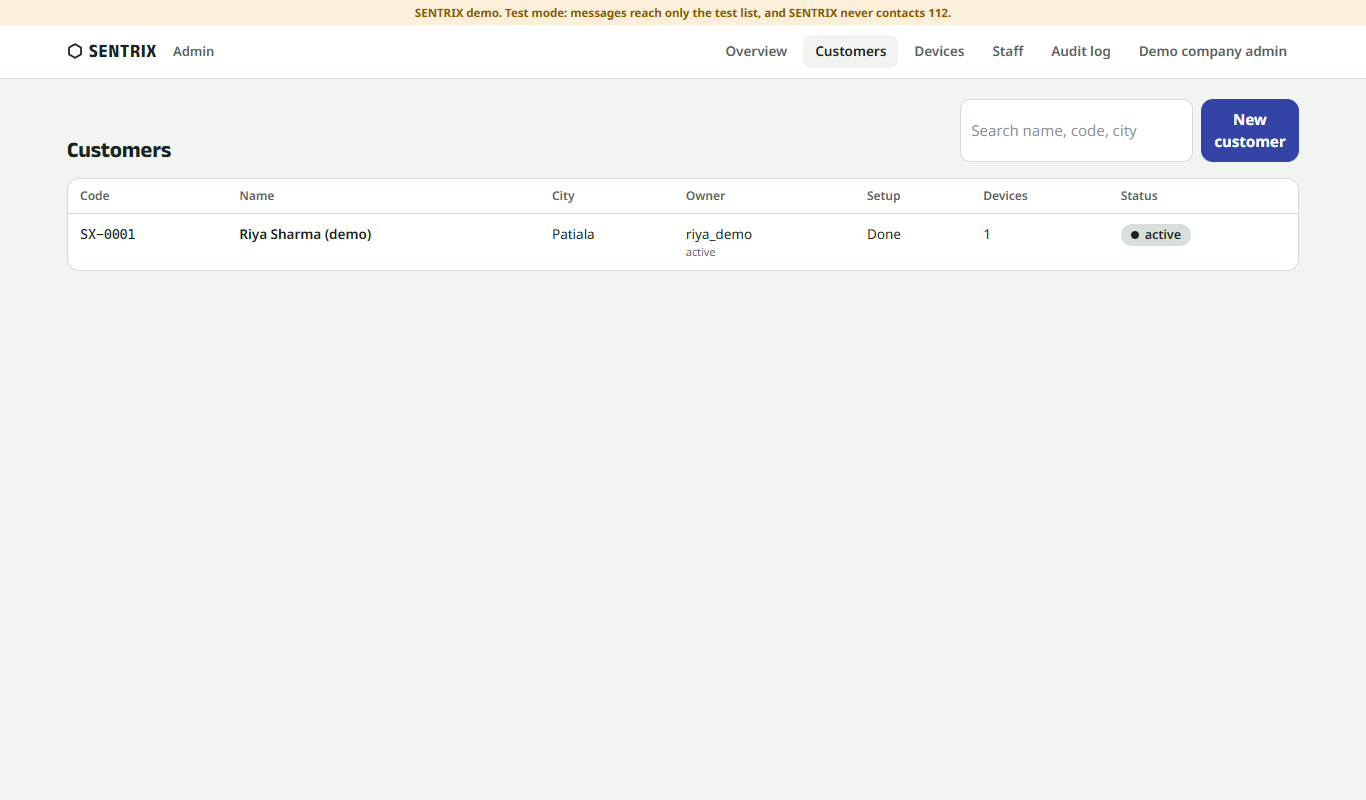 SENTRIX demo. Test mode: messages reach only the test list, and SENTRIX never contacts 112.
SENTRIX Admin Overview Customers Devices Staff Audit log Demo company admin
Customers
Search name, code, city
New
customer
Code Name City Owner Setup Devices Status
SX-0001 Riya Sharma (demo) Patiala riya_demo Done 1 active
active